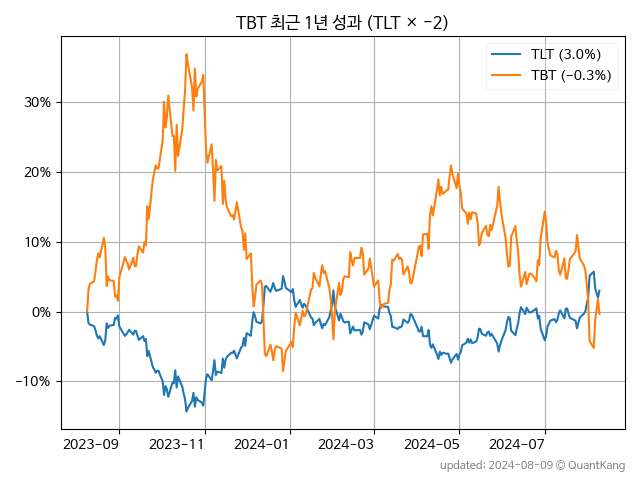 TBT 최근 1년 성과 (TLT × −2)
TLT (3.0%)
TBT (−0.3%)
30%
20%
10%
0%
−10%
2023-09 2023-11 2024-01 2024-03 2024-05 2024-07
updated: 2024-08-09 © QuantKang